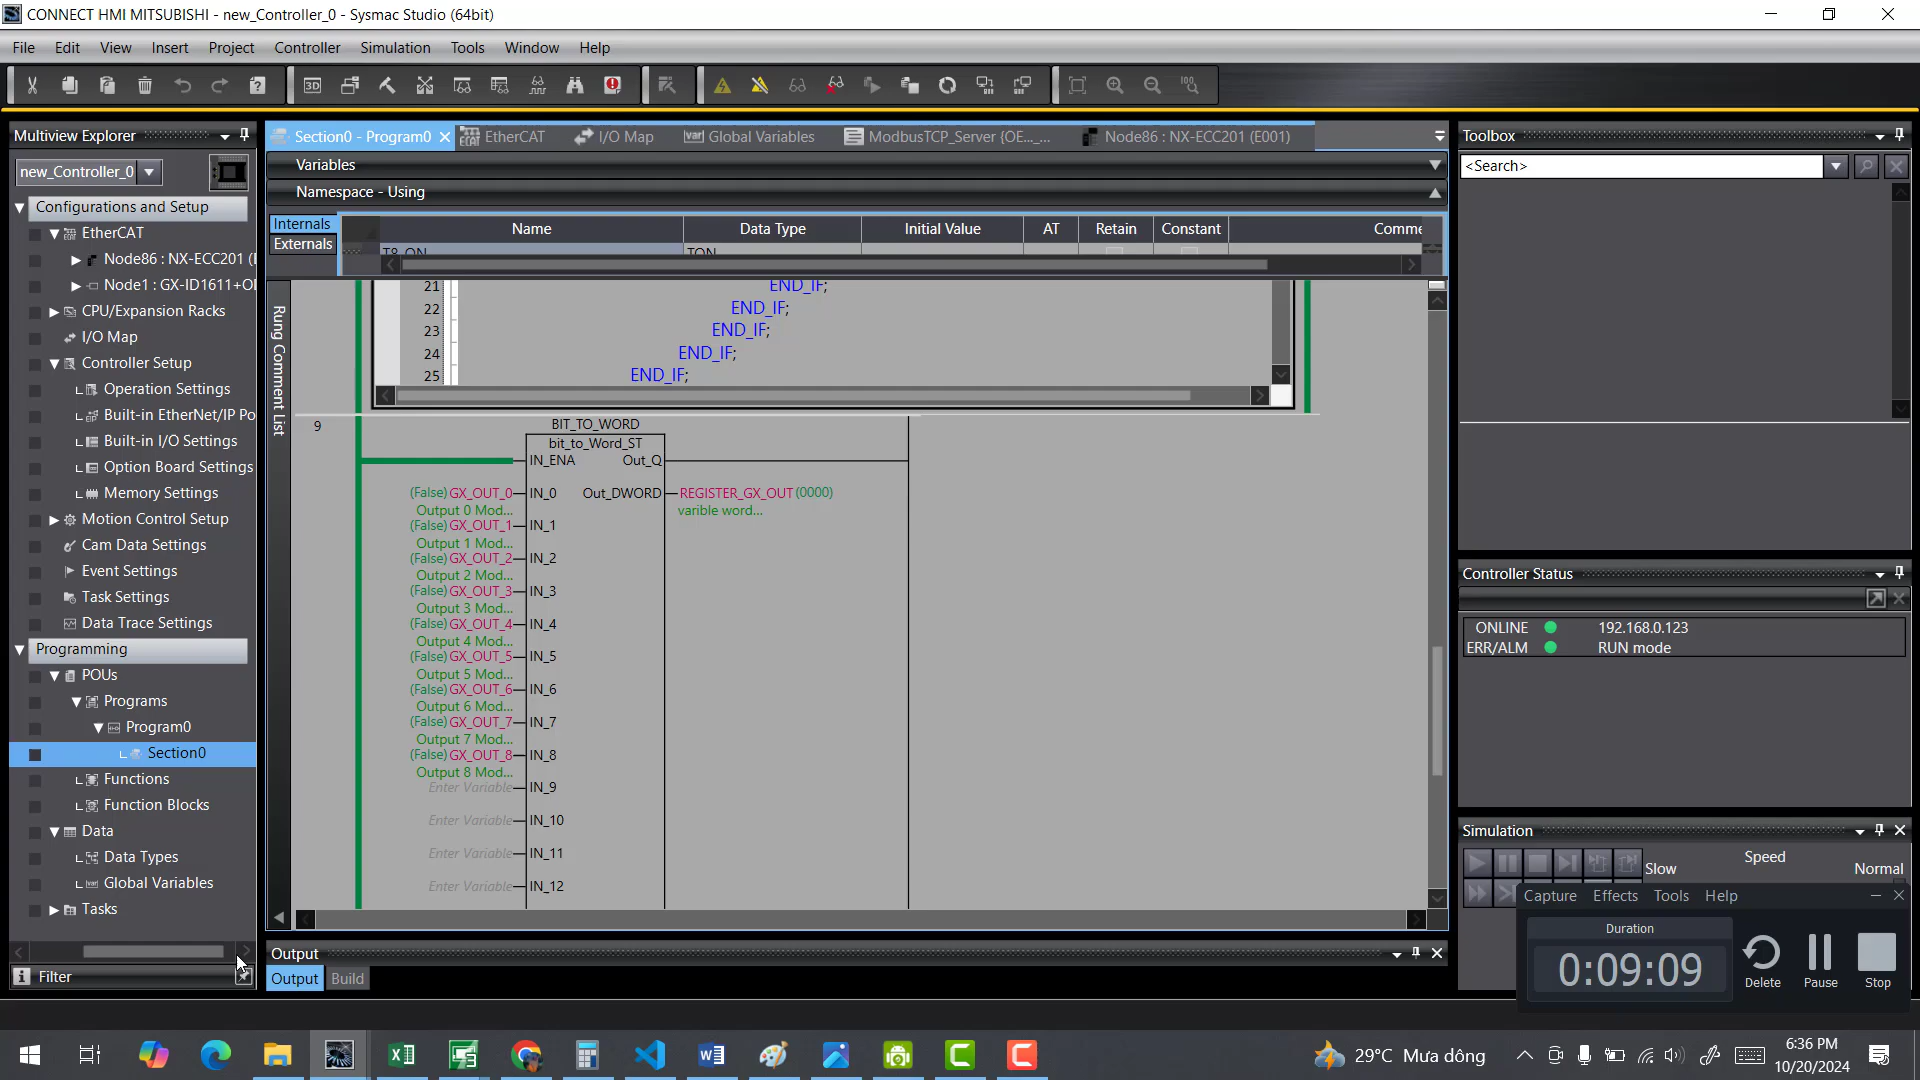 CONNECT HMI MITSUBISHI - new_Controller_0 - Sysmac Studio (64bit)
File Edit View Insert Project Controller Simulation Tools Window Help
Multiview Explorer
new_Controller_0
Configurations and Setup
EtherCAT
Node86 : NX-ECC201 (
Node1 : GX-ID1611+O
CPU/Expansion Racks
I/O Map
Controller Setup
Operation Settings
Built-in EtherNet/IP Po
Built-in I/O Settings
Option Board Settings
Memory Settings
Motion Control Setup
Cam Data Settings
Event Settings
Task Settings
Data Trace Settings
Programming
POUs
Programs
Program0
Section0
Functions
Function Blocks
Data
Data Types
Global Variables
Tasks
Filter
Section0 - Program0 EtherCAT I/O Map Global Variables ModbusTCP_Server {OE..._... Node86 : NX-ECC201 (E001)
Variables
Namespace - Using
Internals
Externals
Name Data Type Initial Value AT Retain Constant Comme
T8_ON TON
Rung Comment List
21 END_IF;
22 END_IF;
23 END_IF;
24 END_IF;
25 END_IF;
9
BIT_TO_WORD
bit_to_Word_ST
IN_ENA Out_Q
(False) GX_OUT_0 IN_0 Out_DWORD REGISTER_GX_OUT (0000)
Output 0 Mod... varible word...
(False) GX_OUT_1 IN_1
Output 1 Mod...
(False) GX_OUT_2 IN_2
Output 2 Mod...
(False) GX_OUT_3 IN_3
Output 3 Mod...
(False) GX_OUT_4 IN_4
Output 4 Mod...
(False) GX_OUT_5 IN_5
Output 5 Mod...
(False) GX_OUT_6 IN_6
Output 6 Mod...
(False) GX_OUT_7 IN_7
Output 7 Mod...
(False) GX_OUT_8 IN_8
Output 8 Mod...
Enter Variable IN_9
Enter Variable IN_10
Enter Variable IN_11
Enter Variable IN_12
Output
Output Build
Toolbox
<Search>
Controller Status
ONLINE 192.168.0.123
ERR/ALM RUN mode
Simulation
Speed
Slow Normal
Capture Effects Tools Help
Duration
0:09:09
Delete Pause Stop
29°C Mưa dông
6:36 PM
10/20/2024